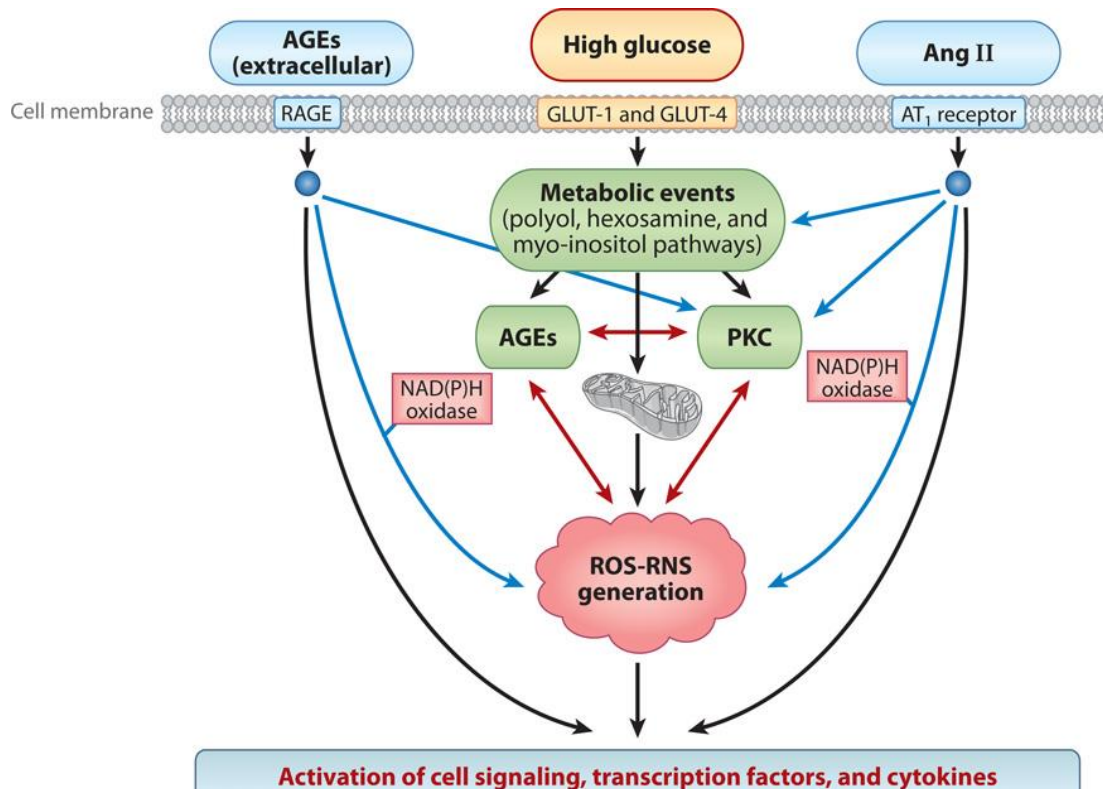 AGEs
(extracellular)
High glucose
Ang II
Cell membrane
RAGE
GLUT-1 and GLUT-4
AT₁ receptor
Metabolic events
(polyol, hexosamine, and
myo-inositol pathways)
AGEs
PKC
NAD(P)H
oxidase
NAD(P)H
oxidase
ROS-RNS
generation
Activation of cell signaling, transcription factors, and cytokines